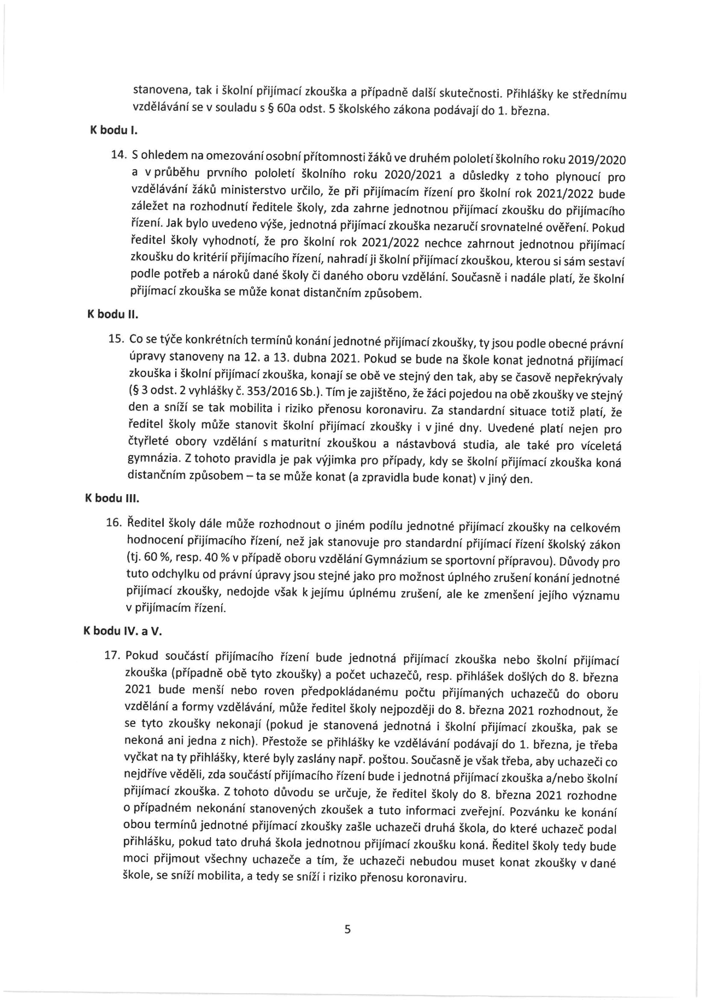 stanovena, tak i školní přijímací zkouška a případně další skutečnosti. Přihlášky ke střednímu
vzdělávání se v souladu s § 60a odst. 5 školského zákona podávají do 1. března.
K bodu I.
14. S ohledem na omezování osobní přítomnosti žáků ve druhém pololetí školního roku 2019/2020
a v průběhu prvního pololetí školního roku 2020/2021 a důsledky z toho plynoucí pro
vzdělávání žáků ministerstvo určilo, že při přijímacím řízení pro školní rok 2021/2022 bude
záležet na rozhodnutí ředitele školy, zda zahrne jednotnou přijímací zkoušku do přijímacího
řízení. Jak bylo uvedeno výše, jednotná přijímací zkouška nezaručí srovnatelné ověření. Pokud
ředitel školy vyhodnotí, že pro školní rok 2021/2022 nechce zahrnout jednotnou přijímací
zkoušku do kritérií přijímacího řízení, nahradí ji školní přijímací zkouškou, kterou si sám sestaví
podle potřeb a nároků dané školy či daného oboru vzdělání. Současně i nadále platí, že školní
přijímací zkouška se může konat distančním způsobem.
K bodu II.
15. Co se týče konkrétních termínů konání jednotné přijímací zkoušky, ty jsou podle obecné právní
úpravy stanoveny na 12. a 13. dubna 2021. Pokud se bude na škole konat jednotná přijímací
zkouška i školní přijímací zkouška, konají se obě ve stejný den tak, aby se časově nepřekrývaly
(§ 3 odst. 2 vyhlášky č. 353/2016 Sb.). Tím je zajištěno, že žáci pojedou na obě zkoušky ve stejný
den a sníží se tak mobilita i riziko přenosu koronaviru. Za standardní situace totiž platí, že
ředitel školy může stanovit školní přijímací zkoušky i v jiné dny. Uvedené platí nejen pro
čtyřleté obory vzdělání s maturitní zkouškou a nástavbová studia, ale také pro víceletá
gymnázia. Z tohoto pravidla je pak výjimka pro případy, kdy se školní přijímací zkouška koná
distančním způsobem – ta se může konat (a zpravidla bude konat) v jiný den.
K bodu III.
16. Ředitel školy dále může rozhodnout o jiném podílu jednotné přijímací zkoušky na celkovém
hodnocení přijímacího řízení, než jak stanovuje pro standardní přijímací řízení školský zákon
(tj. 60 %, resp. 40 % v případě oboru vzdělání Gymnázium se sportovní přípravou). Důvody pro
tuto odchylku od právní úpravy jsou stejné jako pro možnost úplného zrušení konání jednotné
přijímací zkoušky, nedojde však k jejímu úplnému zrušení, ale ke zmenšení jejího významu
v přijímacím řízení.
K bodu IV. a V.
17. Pokud součástí přijímacího řízení bude jednotná přijímací zkouška nebo školní přijímací
zkouška (případně obě tyto zkoušky) a počet uchazečů, resp. přihlášek došlých do 8. března
2021 bude menší nebo roven předpokládanému počtu přijímaných uchazečů do oboru
vzdělání a formy vzdělávání, může ředitel školy nejpozději do 8. března 2021 rozhodnout, že
se tyto zkoušky nekonají (pokud je stanovená jednotná i školní přijímací zkouška, pak se
nekoná ani jedna z nich). Přestože se přihlášky ke vzdělávání podávají do 1. března, je třeba
vyčkat na ty přihlášky, které byly zaslány např. poštou. Současně je však třeba, aby uchazeči co
nejdříve věděli, zda součástí přijímacího řízení bude i jednotná přijímací zkouška a/nebo školní
přijímací zkouška. Z tohoto důvodu se určuje, že ředitel školy do 8. března 2021 rozhodne
o případném nekonání stanovených zkoušek a tuto informaci zveřejní. Pozvánku ke konání
obou termínů jednotné přijímací zkoušky zašle uchazeči druhá škola, do které uchazeč podal
přihlášku, pokud tato druhá škola jednotnou přijímací zkoušku koná. Ředitel školy tedy bude
moci přijmout všechny uchazeče a tím, že uchazeči nebudou muset konat zkoušky v dané
škole, se sníží mobilita, a tedy se sníží i riziko přenosu koronaviru.
5